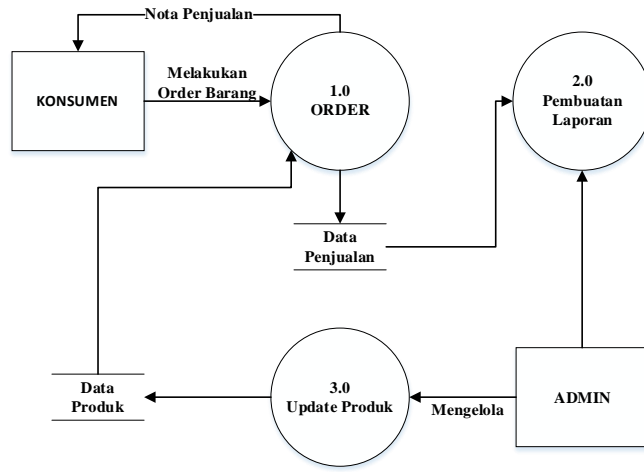 Nota Penjualan
KONSUMEN
Melakukan
Order Barang
1.0
ORDER
2.0
Pembuatan
Laporan
Data
Penjualan
Data
Produk
3.0
Update Produk
Mengelola
ADMIN